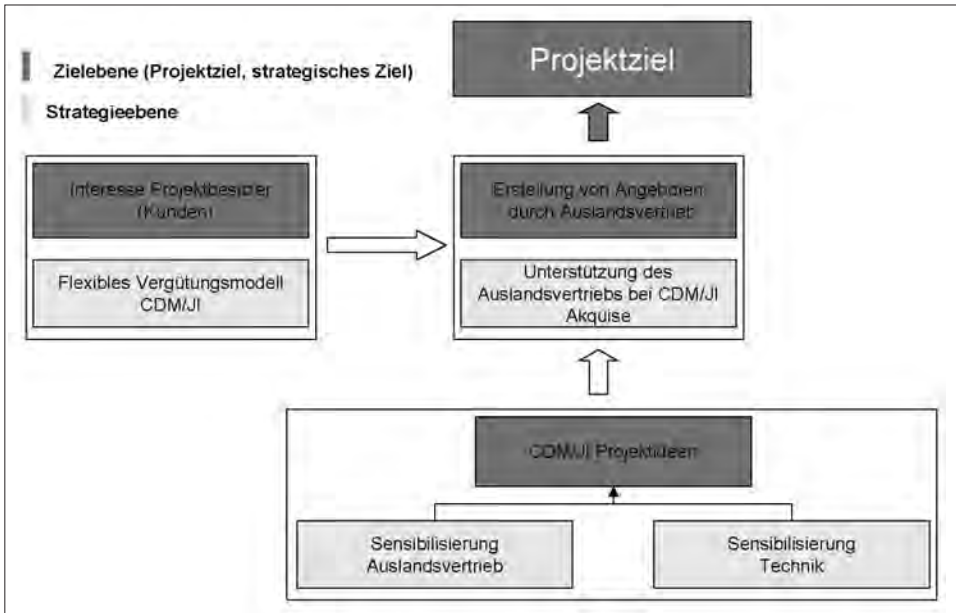 Projektziel
Zielebene (Projektziel, strategisches Ziel)
Strategieebene
Interesse Projektbesitzer
(Kunden)
Flexibles Vergütungsmodell
CDM/JI
Erstellung von Angeboten
durch Auslandsvertrieb
Unterstützung des
Auslandsvertriebs bei CDM/JI
Akquise
CDM/JI Projektideen
Sensibilisierung
Auslandsvertrieb
Sensibilisierung
Technik